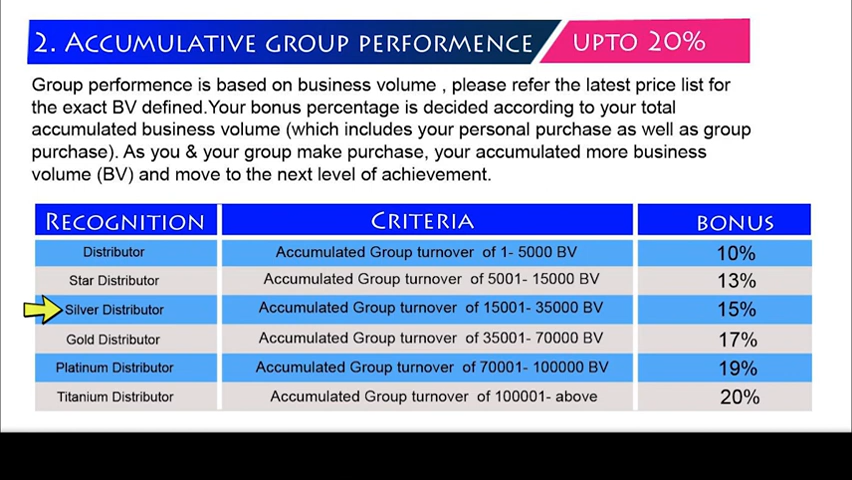 2. ACCUMULATIVE GROUP PERFORMENCE UPTO 20%
Group performence is based on business volume , please refer the latest price list for
the exact BV defined.Your bonus percentage is decided according to your total
accumulated business volume (which includes your personal purchase as well as group
purchase). As you & your group make purchase, your accumulated more business
volume (BV) and move to the next level of achievement.
RECOGNITION CRITERIA BONUS
Distributor Accumulated Group turnover of 1- 5000 BV 10%
Star Distributor Accumulated Group turnover of 5001- 15000 BV 13%
Silver Distributor Accumulated Group turnover of 15001- 35000 BV 15%
Gold Distributor Accumulated Group turnover of 35001- 70000 BV 17%
Platinum Distributor Accumulated Group turnover of 70001- 100000 BV 19%
Titanium Distributor Accumulated Group turnover of 100001- above 20%